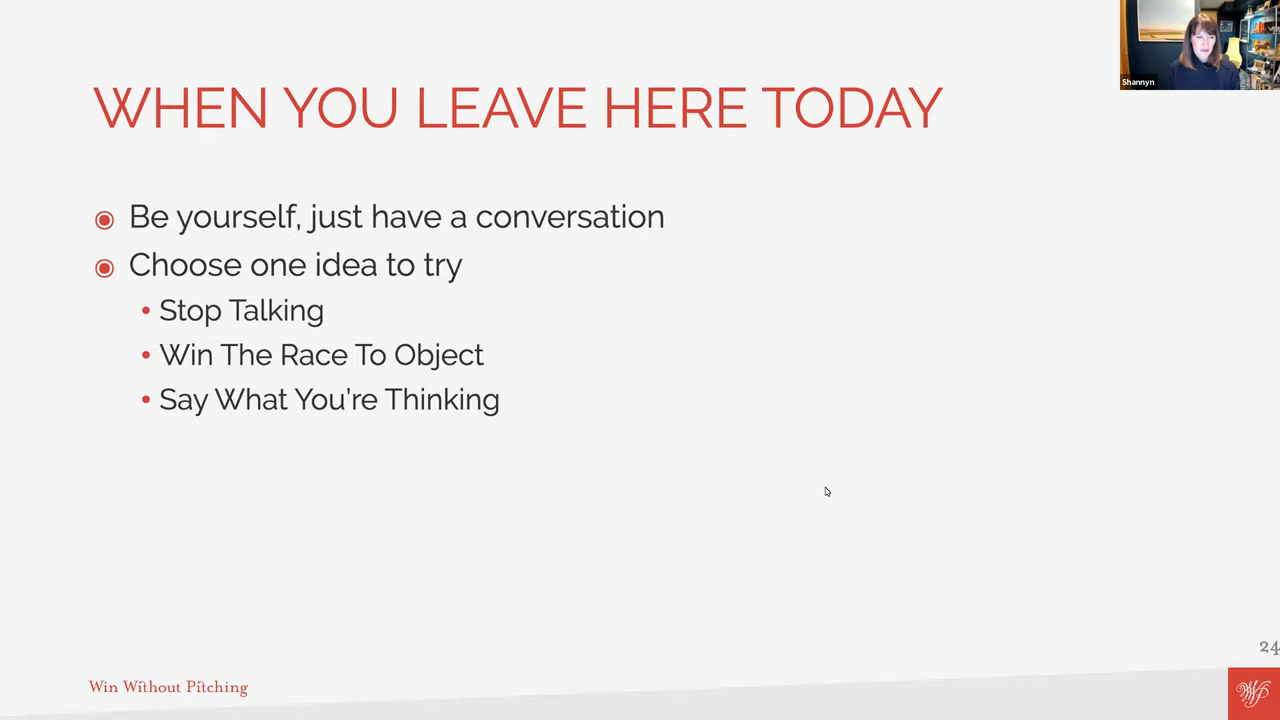 Shannyn
WHEN YOU LEAVE HERE TODAY
Be yourself, just have a conversation
Choose one idea to try
• Stop Talking
• Win The Race To Object
• Say What You're Thinking
24
Win Without Pitching